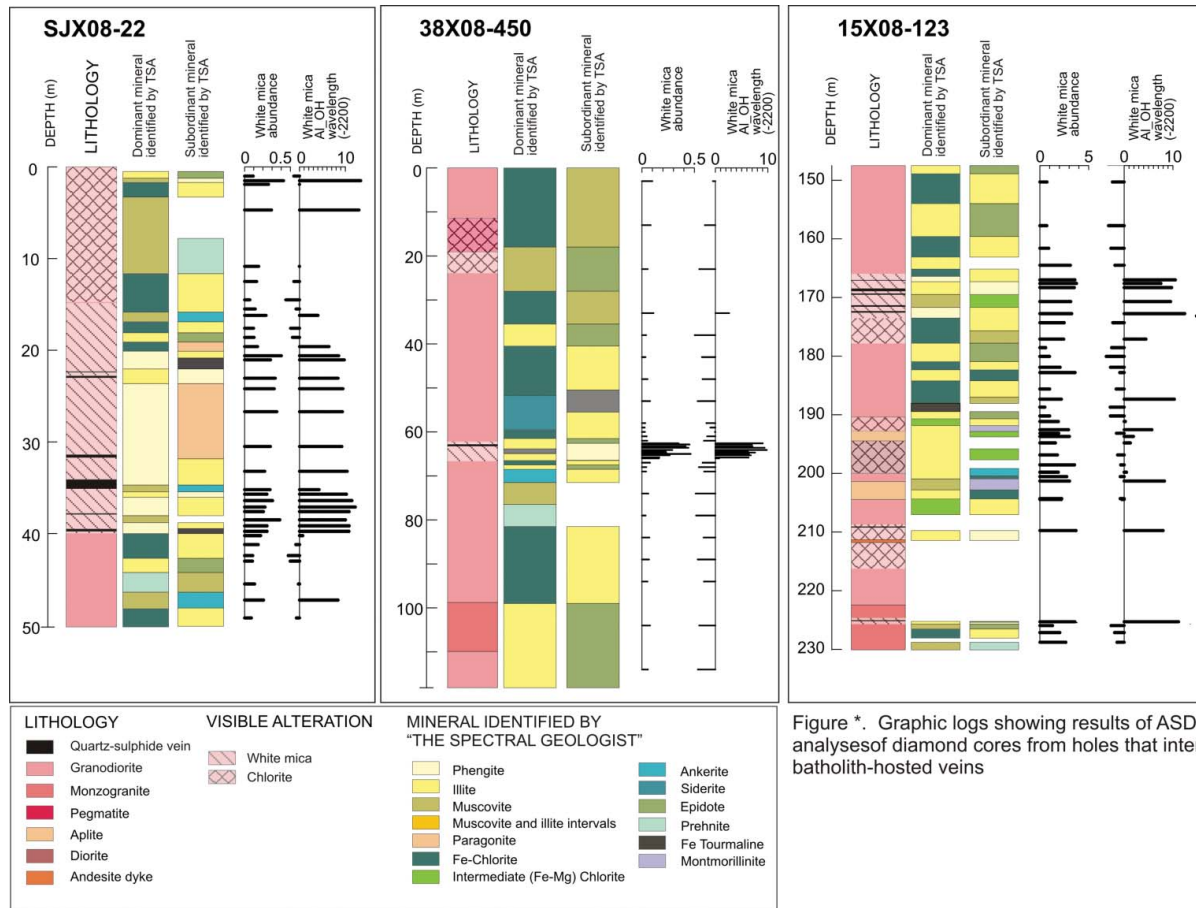 SJX08-22
DEPTH (m)
LITHOLOGY
Dominant mineral
identified by TSA
Subordinant mineral
identified by TSA
White mica
abundance
White mica
Al_OH
wavelength
(-2200)
0 0.5
0 10
0
10
20
30
40
50
38X08-450
DEPTH (m)
LITHOLOGY
Dominant mineral
identified by TSA
Subordinant mineral
identified by TSA
White mica
abundance
White mica
Al_OH
wavelength
(-2200)
0 0.5
0 10
0
20
40
60
80
100
15X08-123
DEPTH (m)
LITHOLOGY
Dominant mineral
identified by TSA
Subordinant mineral
identified by TSA
White mica
abundance
White mica
Al_OH
wavelength
(-2200)
0 5
0 10
150
160
170
180
190
200
210
220
230
LITHOLOGY
Quartz-sulphide vein
Granodiorite
Monzogranite
Pegmatite
Aplite
Diorite
Andesite dyke
VISIBLE ALTERATION
White mica
Chlorite
MINERAL IDENTIFIED BY
"THE SPECTRAL GEOLOGIST"
Phengite
Illite
Muscovite
Muscovite and illite intervals
Paragonite
Fe-Chlorite
Intermediate (Fe-Mg) Chlorite
Ankerite
Siderite
Epidote
Prehnite
Fe Tourmaline
Montmorillinite
Figure *. Graphic logs showing results of ASD
analysesof diamond cores from holes that inter
batholith-hosted veins